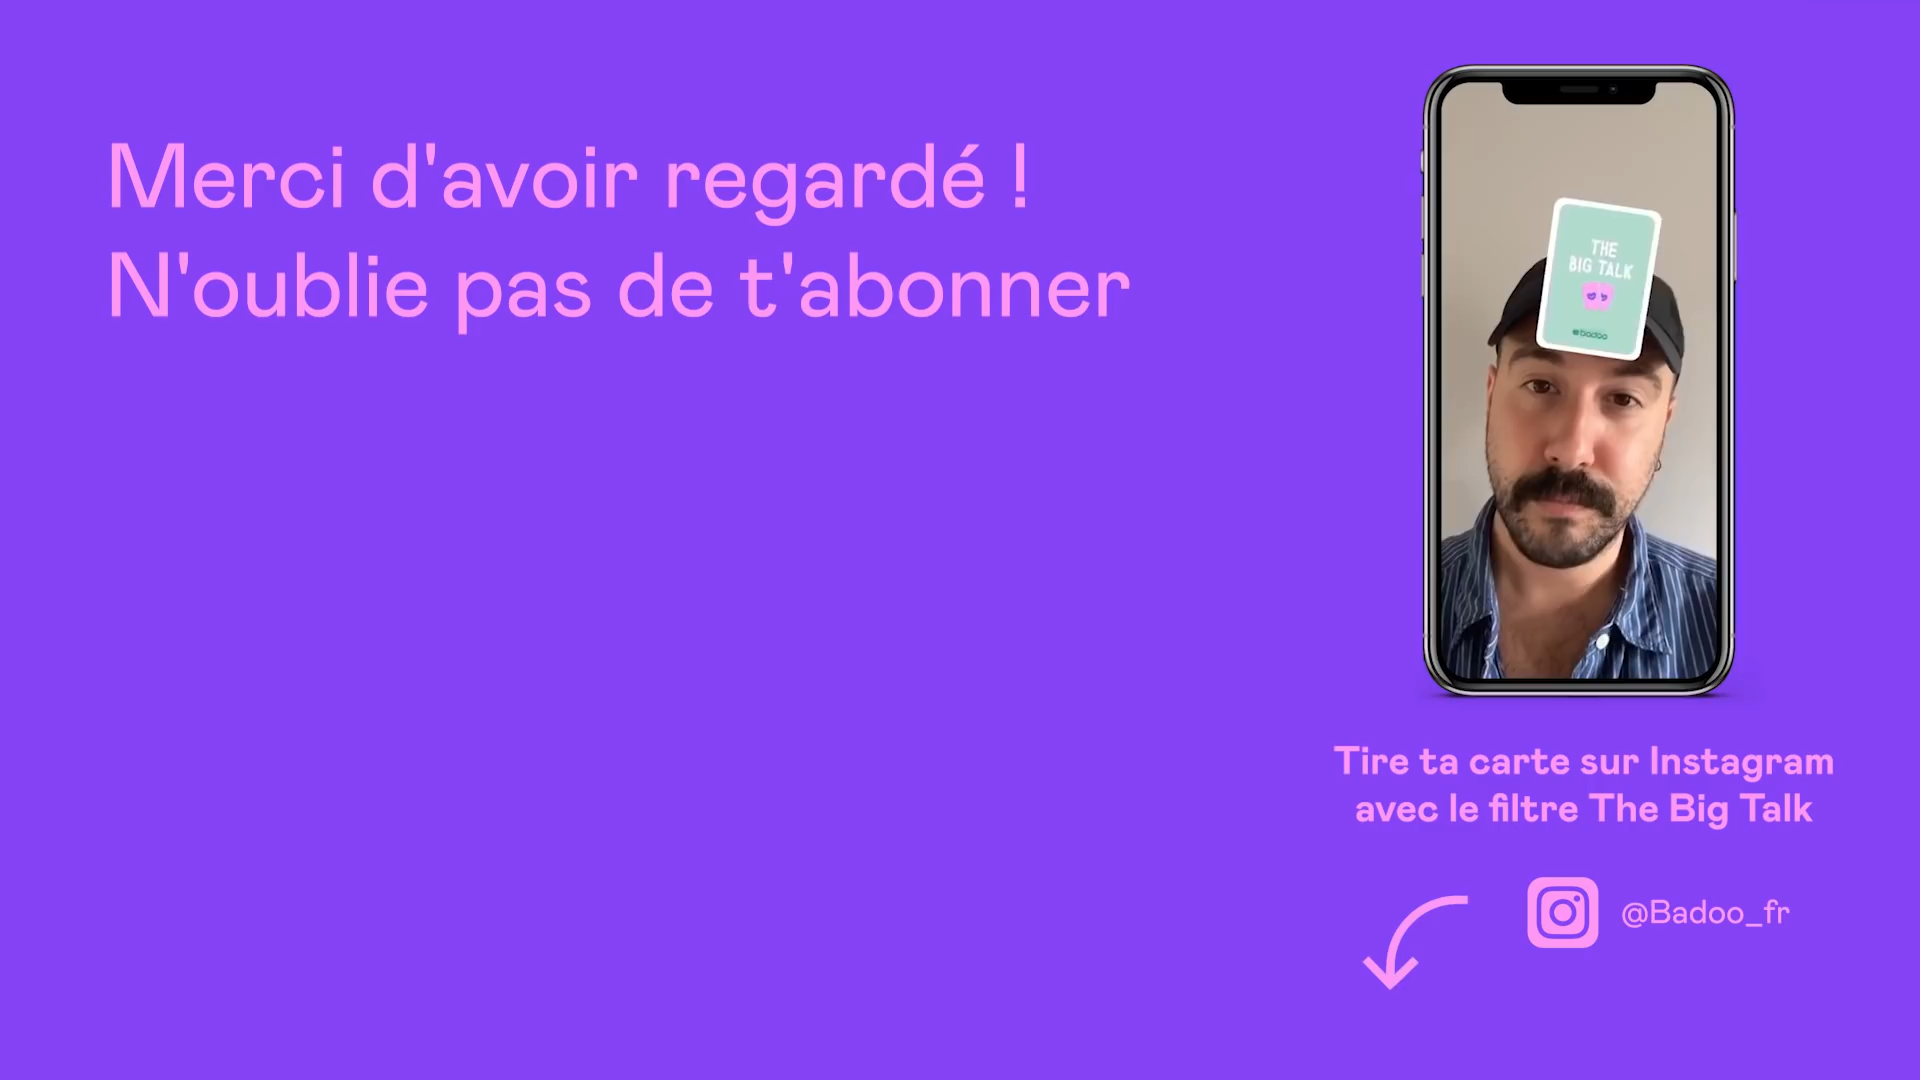 Merci d'avoir regardé !
N'oublie pas de t'abonner
THE
BIG TALK
badoo
Tire ta carte sur Instagram
avec le filtre The Big Talk
@Badoo_fr